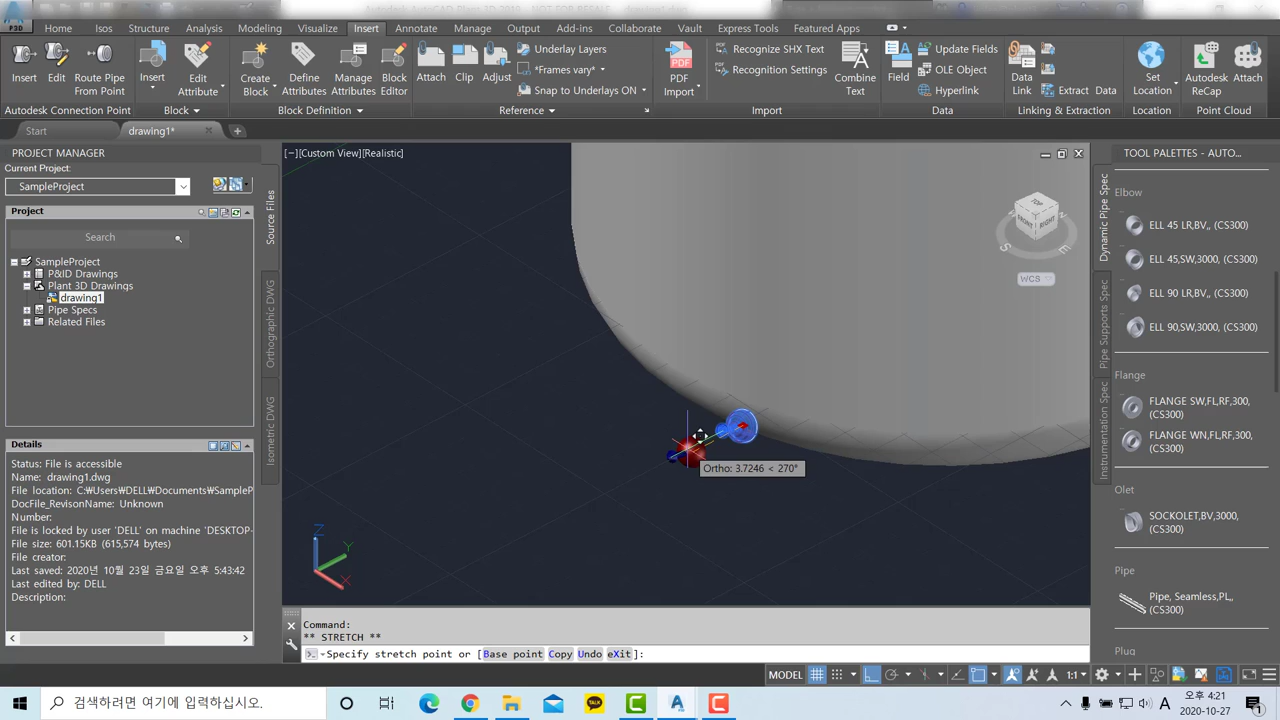 P3D
Home Isos Structure Analysis Insert Modeling Visualize Annotate Manage Output Add-ins Collaborate Vault Express Tools Featured Apps
Insert Edit Route Pipe From Point
Autodesk Connection Point
Insert Edit Attribute
Block
Create Block Define Attributes Manage Attributes Block Editor
Block Definition
Attach Clip Adjust
Underlay Layers
*Frames vary*
Snap to Underlays ON
Reference
PDF Import
Recognize SHX Text
Recognition Settings
Combine Text
Import
Field
Update Fields
OLE Object
Hyperlink
Data
Data Link
Extract Data
Linking & Extraction
Set Location
Location
Autodesk ReCap Attach
Point Cloud
Start drawing1*
PROJECT MANAGER
Current Project:
SampleProject
Project
Search
SampleProject
P&ID Drawings
Plant 3D Drawings
drawing1
Pipe Specs
Related Files
Source Files
Orthographic DWG
Isometric DWG
Details
Status: File is accessible
Name: drawing1.dwg
File location: C:₩Users₩DELL₩Documents₩SampleP
DocFile_RevisonName: Unknown
Number:
File is locked by user 'DELL' on machine 'DESKTOP-
File size: 601.15KB (615,574 bytes)
File creator:
Last saved: 2020년 10월 23일 금요일 오후 5:43:42
Last edited by: DELL
Description:
[−][Custom View][Realistic]
TOP
FRONT RIGHT
S E
WCS
Ortho: 3.7246 < 270°
Z
Y
X
Command:
** STRETCH **
Specify stretch point or [Base point Copy Undo eXit]:
TOOL PALETTES - AUTO...
Dynamic Pipe Spec
Pipe Supports Spec
Instrumentation Spec
Elbow
ELL 45 LR,BV,, (CS300)
ELL 45,SW,3000, (CS300)
ELL 90 LR,BV,, (CS300)
ELL 90,SW,3000, (CS300)
Flange
FLANGE SW,FL,RF,300, (CS300)
FLANGE WN,FL,RF,300, (CS300)
Olet
SOCKOLET,BV,3000, (CS300)
Pipe
Pipe, Seamless,PL,, (CS300)
Plug
MODEL 1:1
검색하려면 여기에 입력하십시오.
TALK
A
오후 4:21
2020-10-27
1